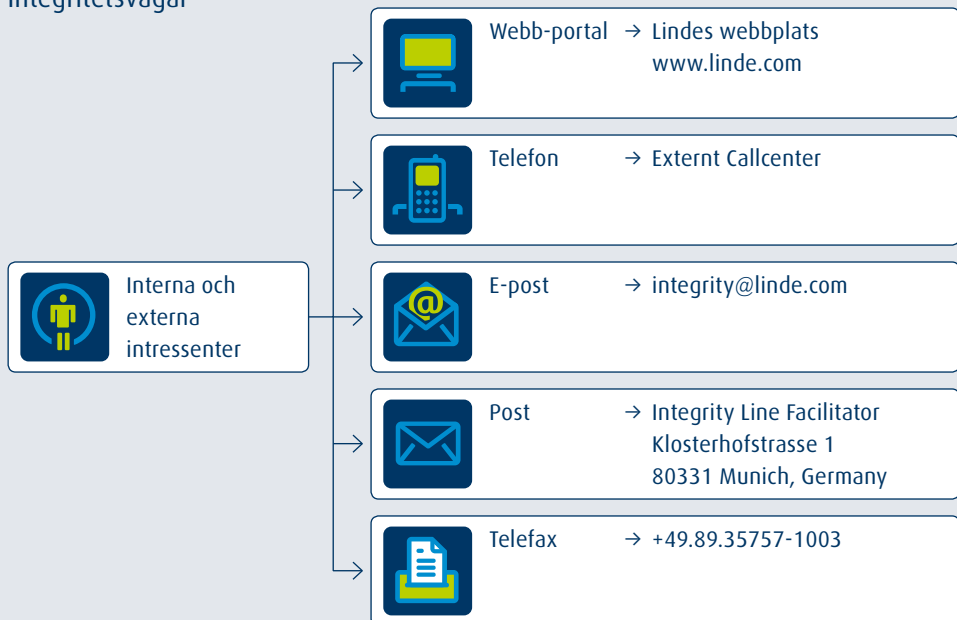 Integritetsvägar
Webb-portal → Lindes webbplats
www.linde.com
Telefon → Externt Callcenter
Interna och
externa
intressenter
E-post → integrity@linde.com
Post → Integrity Line Facilitator
Klosterhofstrasse 1
80331 Munich, Germany
Telefax → +49.89.35757-1003